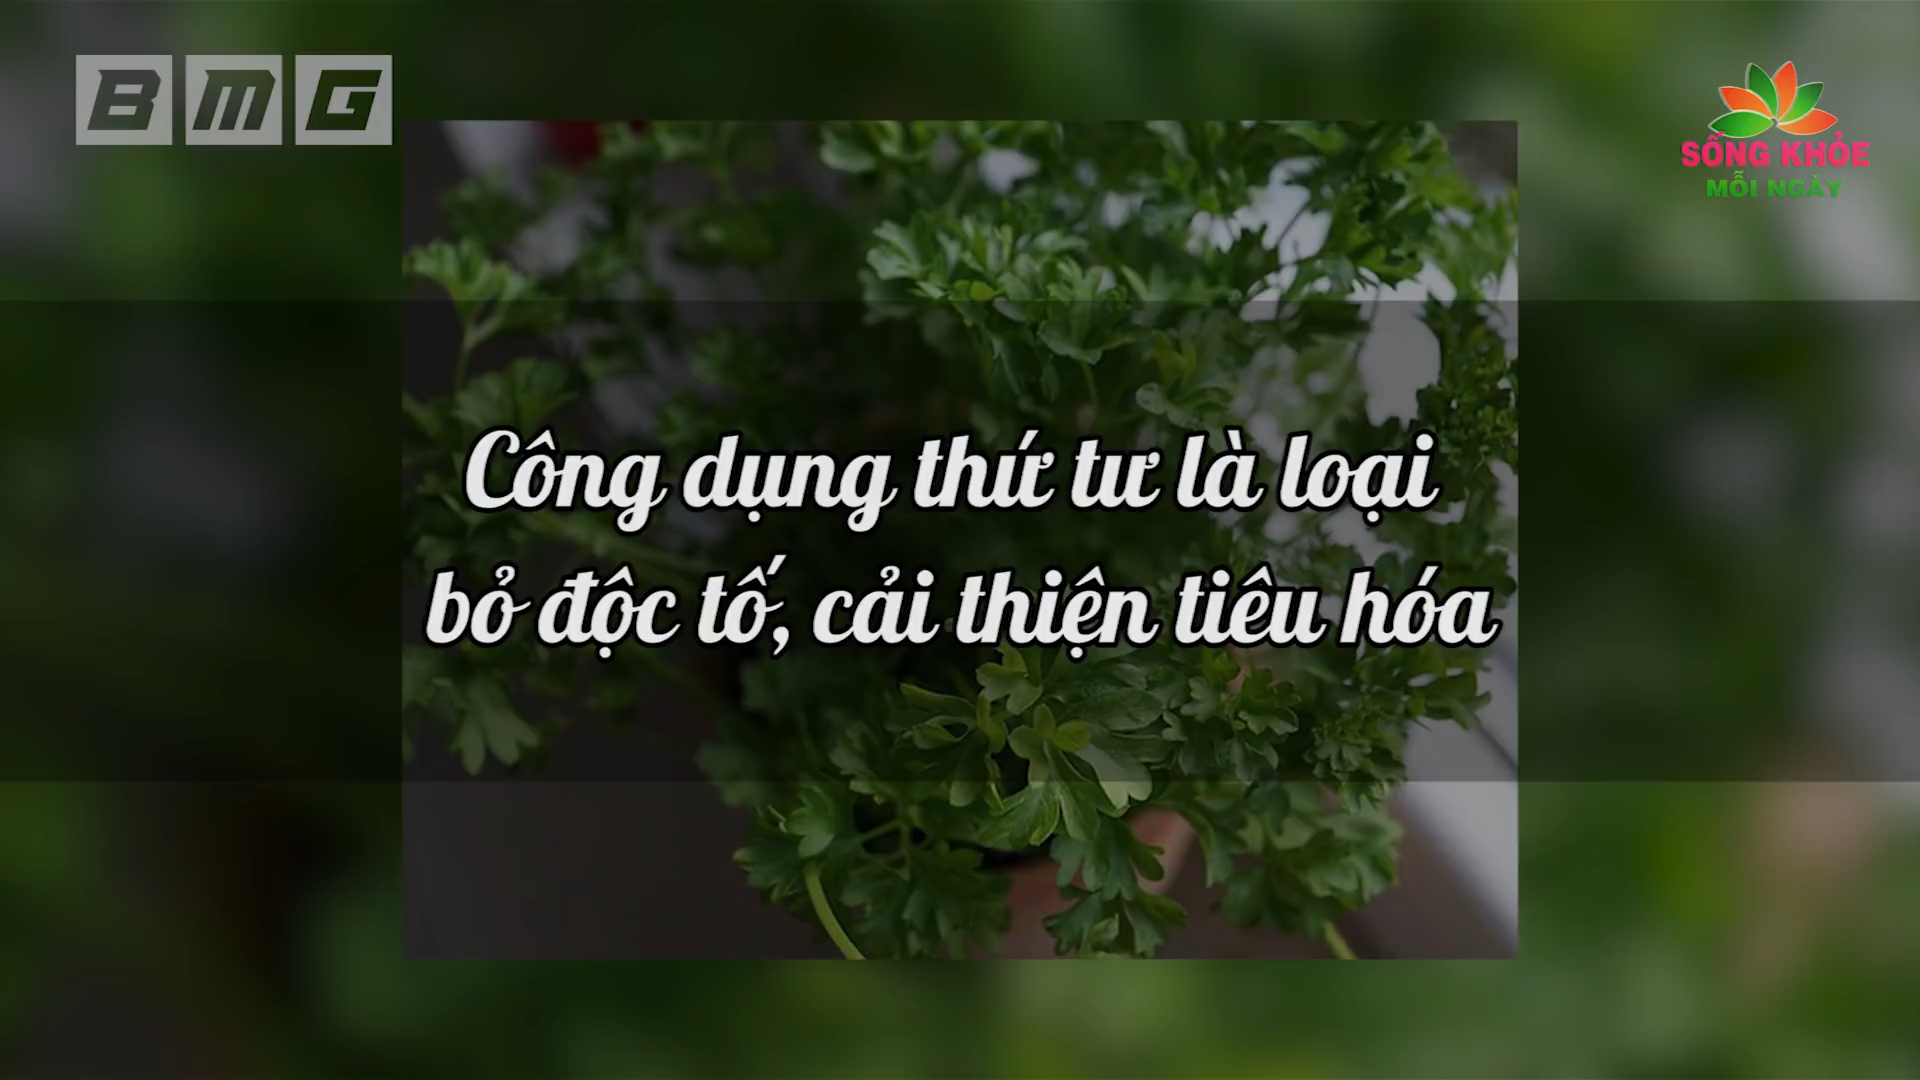 BMG
SỐNG KHỎE
MỖI NGÀY
Công dụng thứ tư là loại
bỏ độc tố, cải thiện tiêu hóa